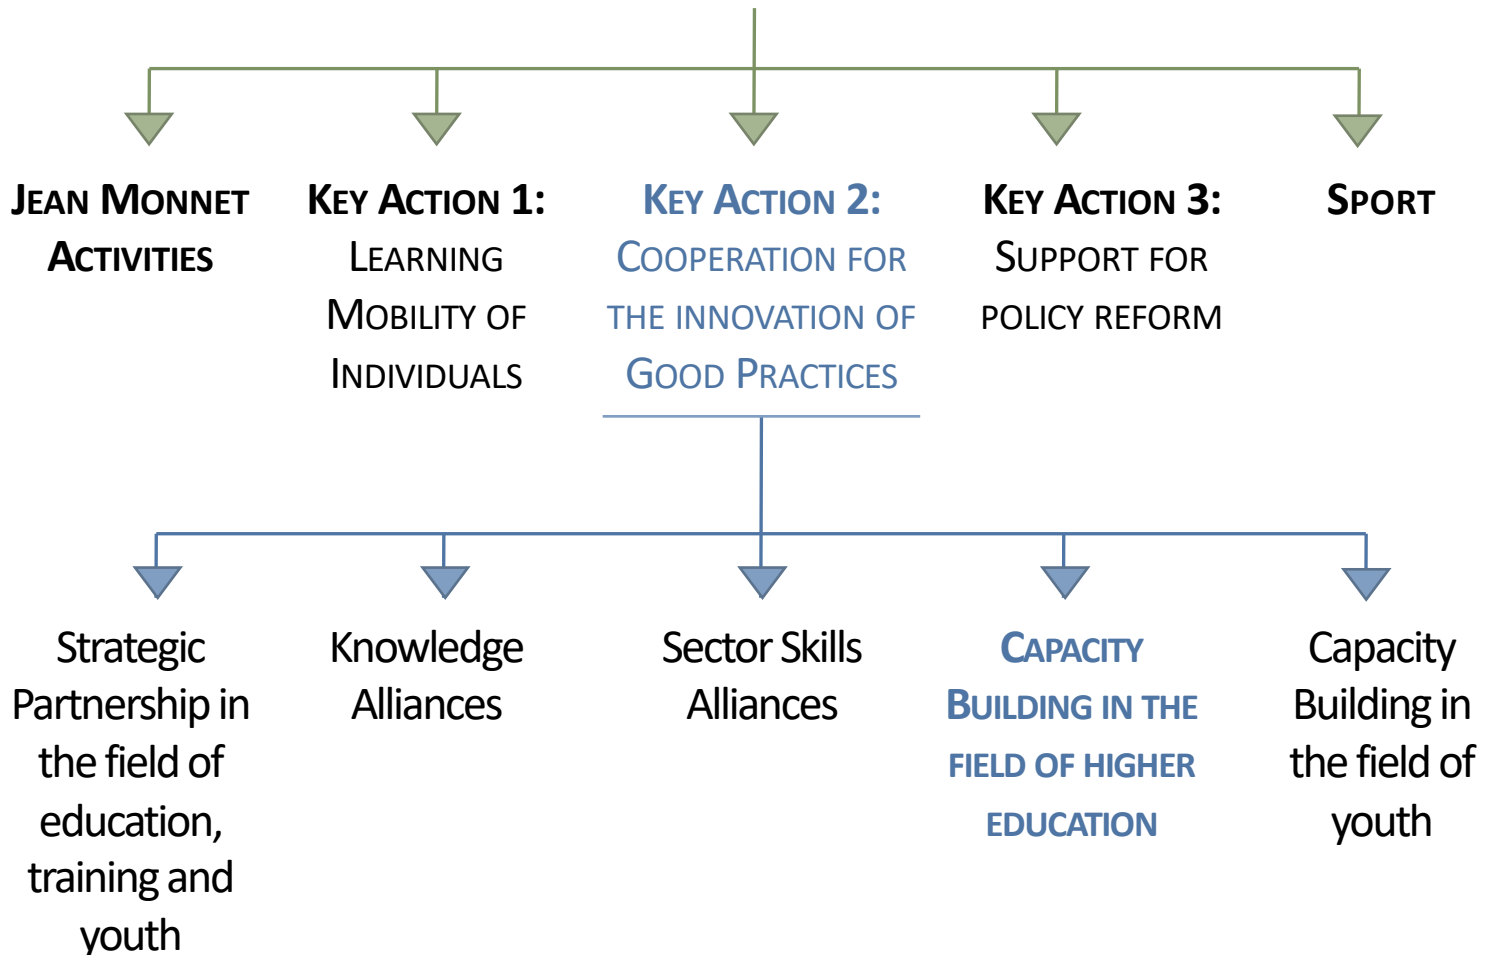 JEAN MONNET
ACTIVITIES
KEY ACTION 1:
LEARNING
MOBILITY OF
INDIVIDUALS
KEY ACTION 2:
COOPERATION FOR
THE INNOVATION OF
GOOD PRACTICES
KEY ACTION 3:
SUPPORT FOR
POLICY REFORM
SPORT
Strategic
Partnership in
the field of
education,
training and
youth
Knowledge
Alliances
Sector Skills
Alliances
CAPACITY
BUILDING IN THE
FIELD OF HIGHER
EDUCATION
Capacity
Building in
the field of
youth